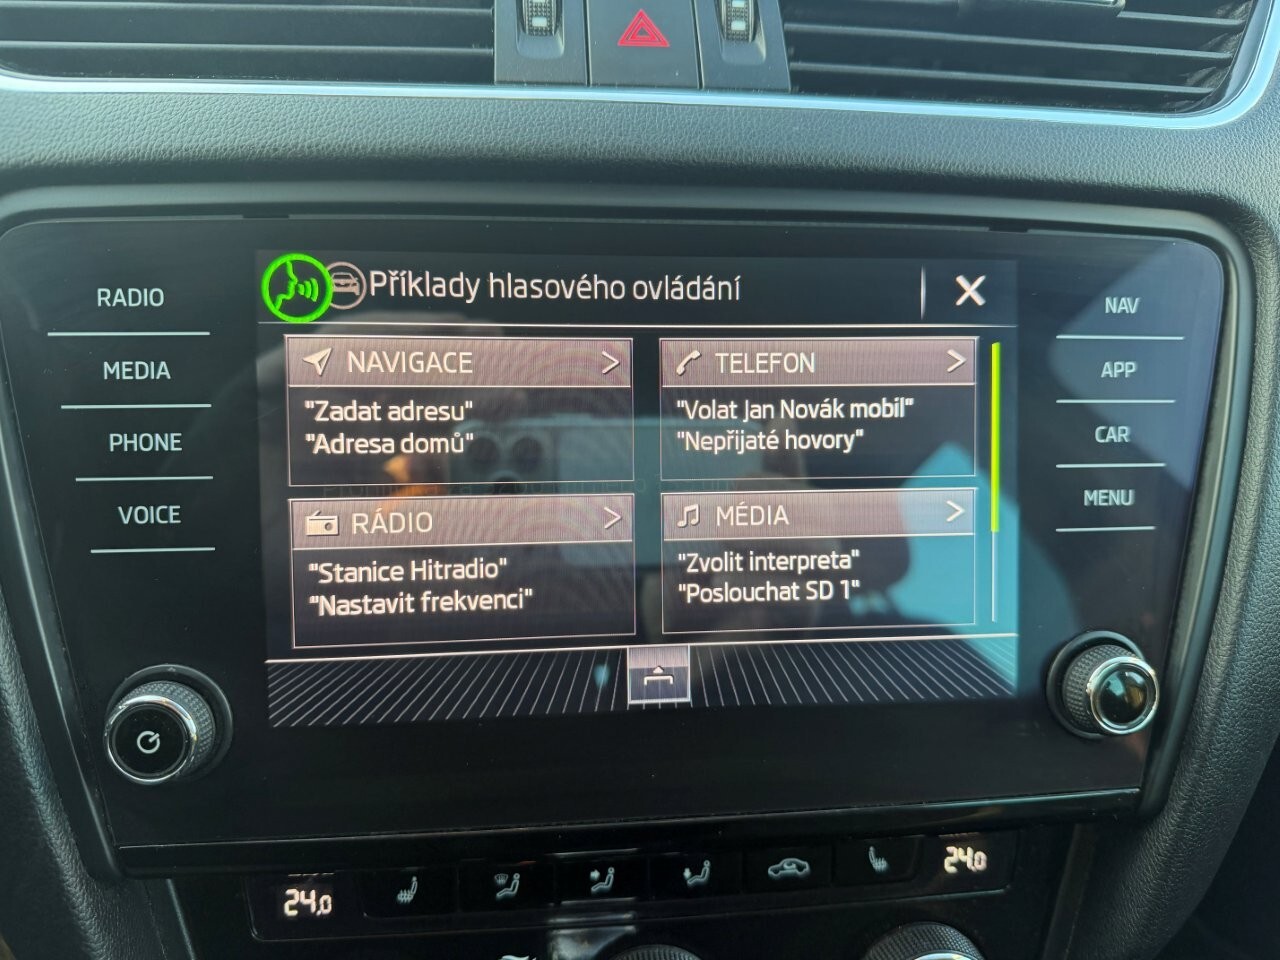 Příklady hlasového ovládání
RADIO
MEDIA
PHONE
VOICE
NAVIGACE
"Zadat adresu"
"Adresa domů"
TELEFON
"Volat Jan Novák mobil"
"Nepřijaté hovory"
RÁDIO
"Stanice Hitradio"
"Nastavit frekvenci"
MÉDIA
"Zvolit interpreta"
"Poslouchat SD 1"
NAV
APP
CAR
MENU
24.0
24.0